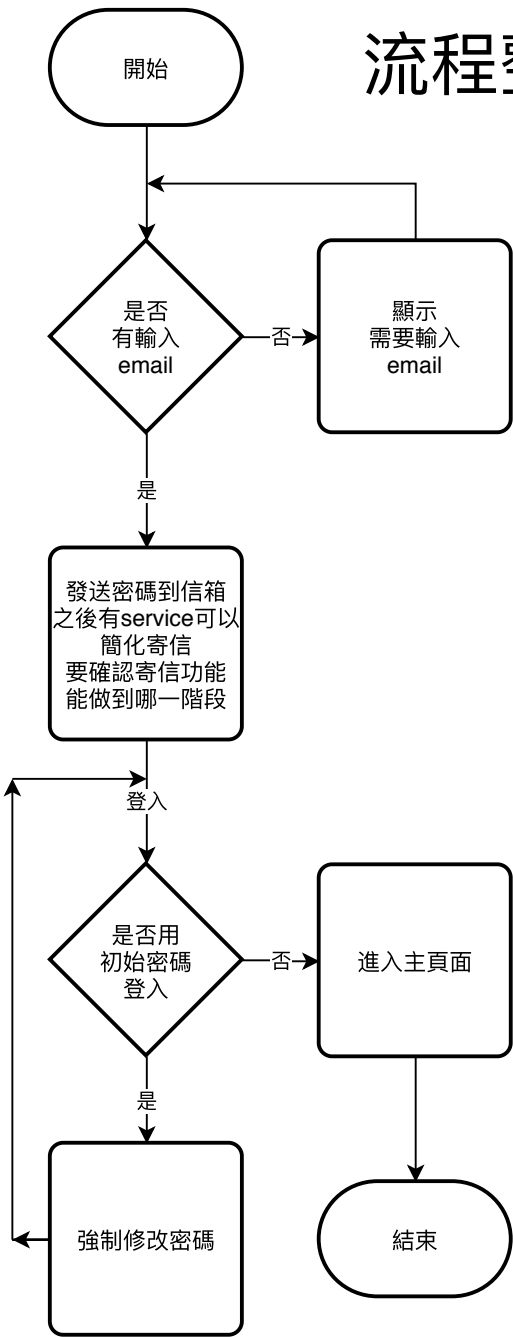 流程
開始
是否
有輸入
email
否
顯示
需要輸入
email
是
發送密碼到信箱
之後有service可以
簡化寄信
要確認寄信功能
能做到哪一階段
登入
是否用
初始密碼
登入
否
進入主頁面
是
強制修改密碼
結束